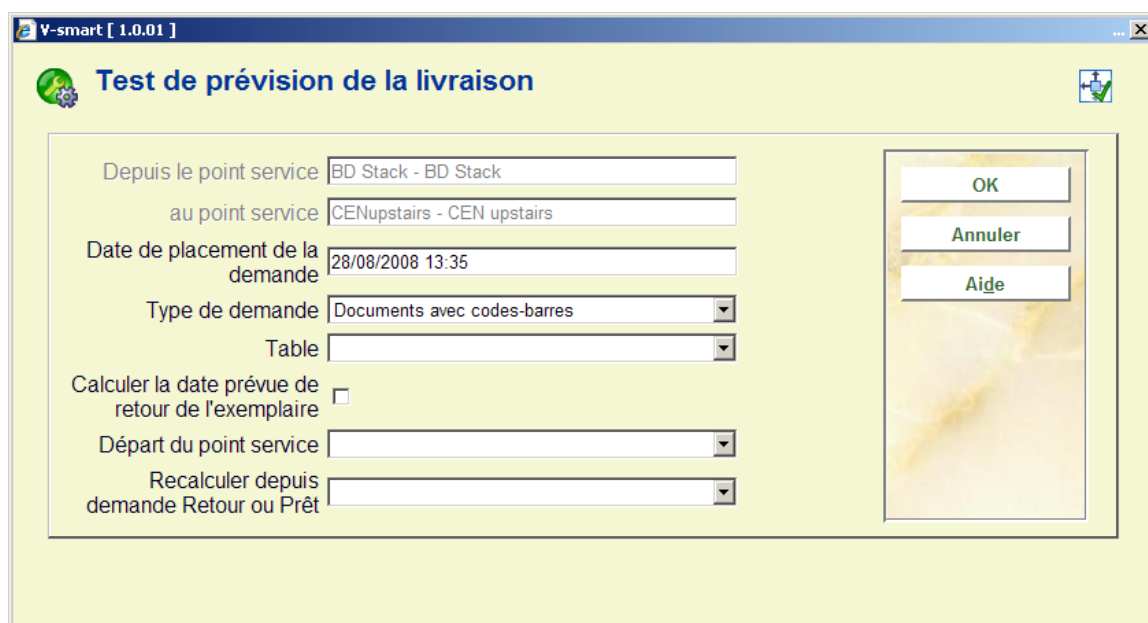 V-smart [ 1.0.01 ]
...
Test de prévision de la livraison
Depuis le point service BD Stack - BD Stack
au point service CENupstairs - CEN upstairs
Date de placement de la
demande 28/08/2008 13:35
Type de demande Documents avec codes-barres
Table
Calculer la date prévue de
retour de l'exemplaire
Départ du point service
Recalculer depuis
demande Retour ou Prêt
OK
Annuler
Aide